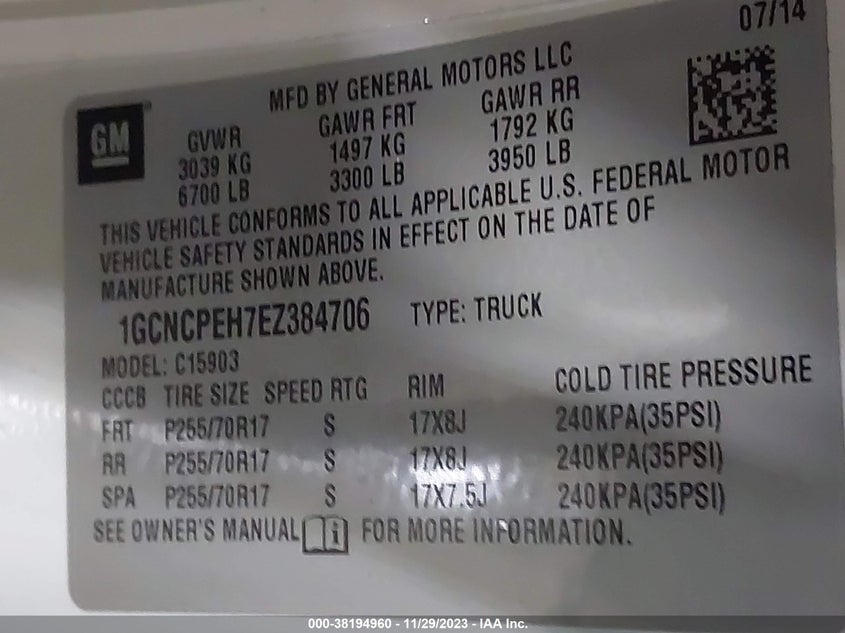 07/14
MFD BY GENERAL MOTORS LLC
GM
GVWR GAWR FRT GAWR RR
3039 KG 1497 KG 1792 KG
6700 LB 3300 LB 3950 LB
THIS VEHICLE CONFORMS TO ALL APPLICABLE U.S. FEDERAL MOTOR
VEHICLE SAFETY STANDARDS IN EFFECT ON THE DATE OF
MANUFACTURE SHOWN ABOVE.
1GCNCPEH7EZ384706 TYPE: TRUCK
MODEL: C15903
CCCB TIRE SIZE SPEED RTG RIM COLD TIRE PRESSURE
FRT P255/70R17 S 17X8J 240KPA(35PSI)
RR P255/70R17 S 17X8J 240KPA(35PSI)
SPA P255/70R17 S 17X7.5J 240KPA(35PSI)
SEE OWNER'S MANUAL i FOR MORE INFORMATION.
000-38194960 - 11/29/2023 - IAA Inc.